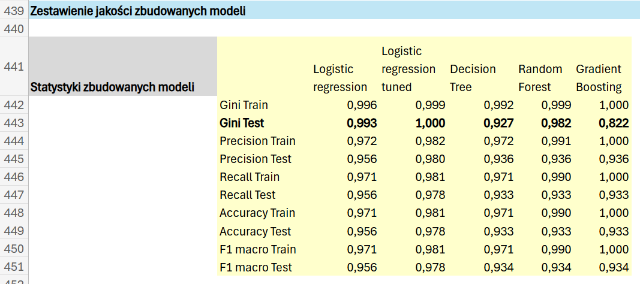 439 Zestawienie jakości zbudowanych modeli
440
441 Statystyki zbudowanych modeli Logistic regression Logistic regression tuned Decision Tree Random Forest Gradient Boosting
442 Gini Train 0,996 0,999 0,992 0,999 1,000
443 Gini Test 0,993 1,000 0,927 0,982 0,822
444 Precision Train 0,972 0,982 0,972 0,991 1,000
445 Precision Test 0,956 0,980 0,936 0,936 0,936
446 Recall Train 0,971 0,981 0,971 0,990 1,000
447 Recall Test 0,956 0,978 0,933 0,933 0,933
448 Accuracy Train 0,971 0,981 0,971 0,990 1,000
449 Accuracy Test 0,956 0,978 0,933 0,933 0,933
450 F1 macro Train 0,971 0,981 0,971 0,990 1,000
451 F1 macro Test 0,956 0,978 0,934 0,934 0,934